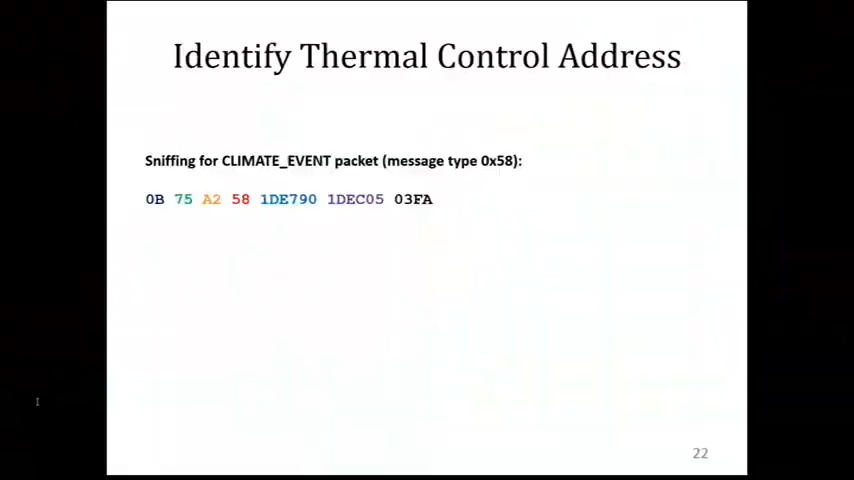 Identify Thermal Control Address
Sniffing for CLIMATE_EVENT packet (message type 0x58):
0B 75 A2 58 1DE790 1DEC05 03FA
22